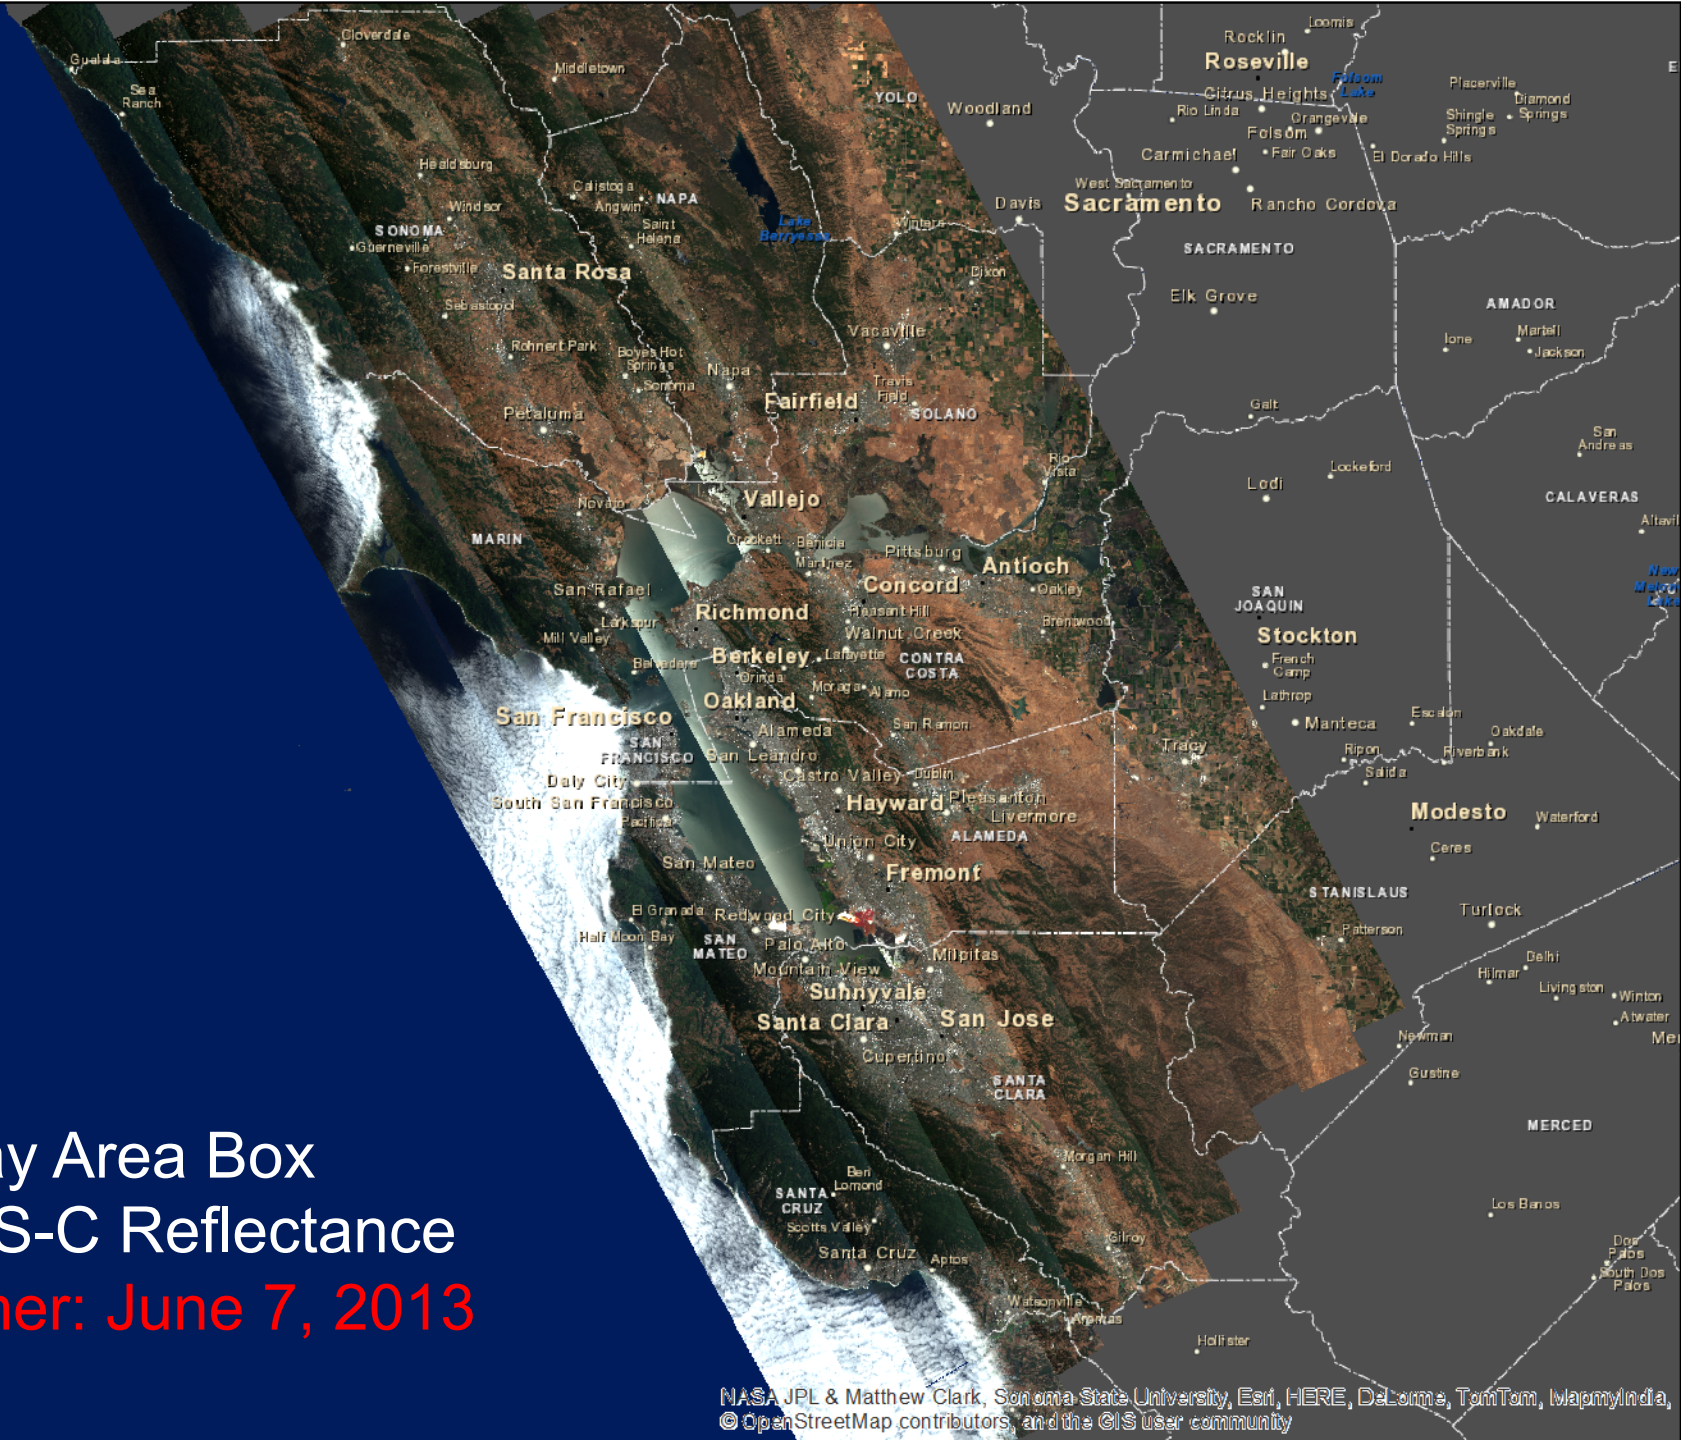 Loomis
Rocklin
Roseville
Cloverdale
Gualala
Middletown
Folsom
Lake
Placerville
Sea
Ranch
YOLO
Woodland
Citrus Heights
Rio Linda
Orangevale
Diamond
Springs
Shingle
Springs
Folsom
Healdsburg
Carmichael
Fair Oaks
El Dorado Hills
Calistoga
NAPA
West Sacramento
Windsor
Angwin
Davis
Sacramento
Rancho Cordova
SONOMA
Saint
Helena
Lake
Berryessa
Winters
Guerneville
SACRAMENTO
Forestville
Santa Rosa
Dixon
Sebastopol
Elk Grove
AMADOR
Vacaville
Martell
Rohnert Park
Ione
Jackson
Boyes Hot
Springs
Napa
Sonoma
Travis
Field
Petaluma
Fairfield
SOLANO
Galt
San
Andreas
Rio
Vista
Lockeford
Lodi
Novato
Vallejo
CALAVERAS
MARIN
Crockett
Benicia
Pittsburg
Martinez
Antioch
San Rafael
Concord
Oakley
New
SAN
JOAQUIN
Richmond
Pleasant Hill
Larkspur
Brentwood
Mill Valley
Walnut Creek
Stockton
Berkeley
Lafayette
CONTRA
COSTA
Belvedere
French
Camp
Orinda
Moraga
Alamo
Oakland
Lathrop
San Francisco
San Ramon
Manteca
Escalon
Alameda
Oakdale
SAN
FRANCISCO
San Leandro
Tracy
Ripon
Riverbank
Daly City
Castro Valley
Dublin
Salida
South San Francisco
Hayward
Pleasanton
Livermore
Pacifica
Modesto
Waterford
Union City
ALAMEDA
Ceres
San Mateo
Fremont
STANISLAUS
El Granada
Redwood City
Turlock
Half Moon Bay
SAN
MATEO
Palo Alto
Patterson
Milpitas
Mountain View
Delhi
Hilmar
Sunnyvale
Livingston
Winton
Santa Clara
San Jose
Atwater
Cupertino
Newman
SANTA
CLARA
Gustine
MERCED
ay Area Box
Morgan Hill
Ben
Lomond
SANTA
CRUZ
Los Banos
S-C Reflectance
Scotts Valley
Gilroy
Santa Cruz
Aptos
Dos
Palos
South Dos
Palos
ner: June 7, 2013
Watsonville
Aromas
Hollister
NASA JPL & Matthew Clark, Sonoma State University, Esri, HERE, DeLorme, TomTom, MapmyIndia,
© OpenStreetMap contributors, and the GIS user community